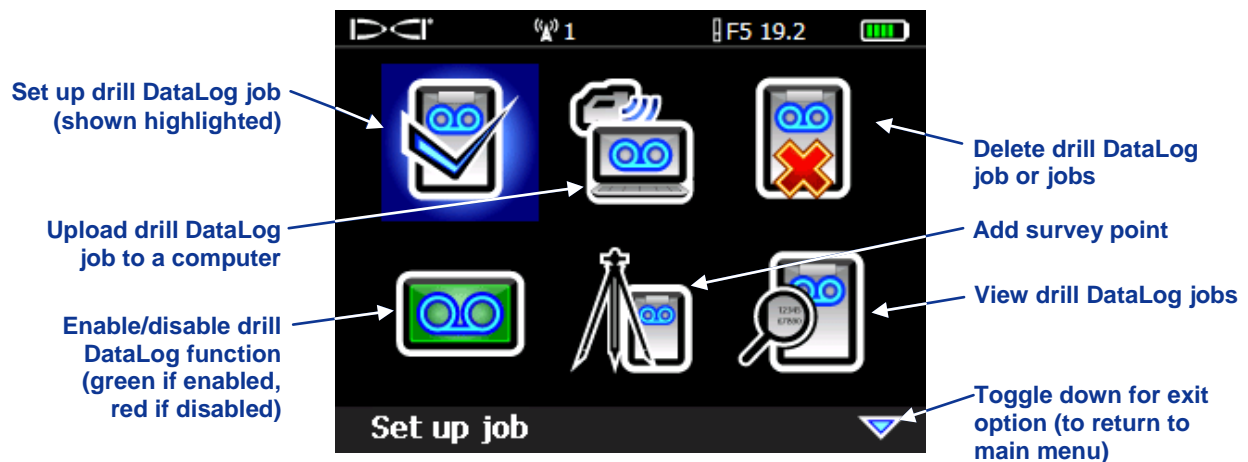 DCI
1
F5 19.2
Set up drill DataLog job
(shown highlighted)
Upload drill DataLog
job to a computer
Enable/disable drill
DataLog function
(green if enabled,
red if disabled)
Delete drill DataLog
job or jobs
Add survey point
View drill DataLog jobs
12345
67890
Set up job
Toggle down for exit
option (to return to
main menu)